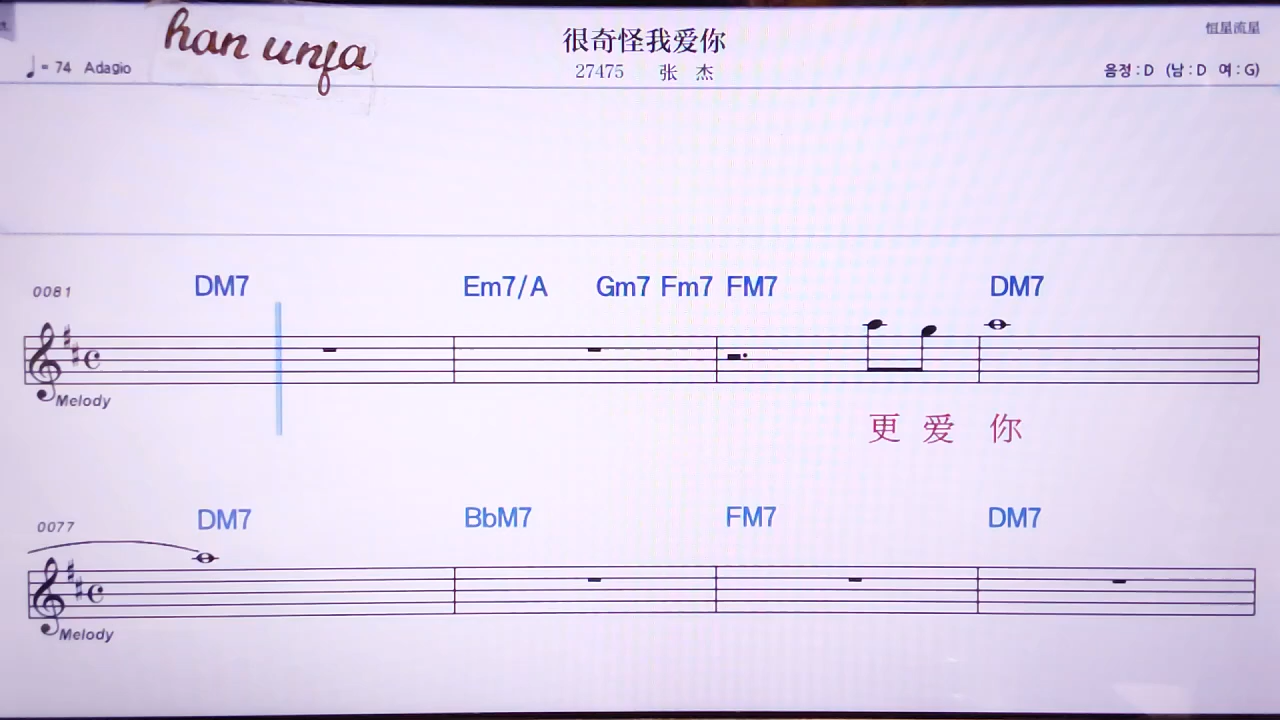 han unfa
很奇怪我爱你
恒星流星
♩= 74 Adagio
27475 张 杰
음정 : D (남 : D 여 : G)
0081 DM7 Em7/A Gm7 Fm7 FM7 DM7
Melody
更 爱 你
0077 DM7 BbM7 FM7 DM7
Melody